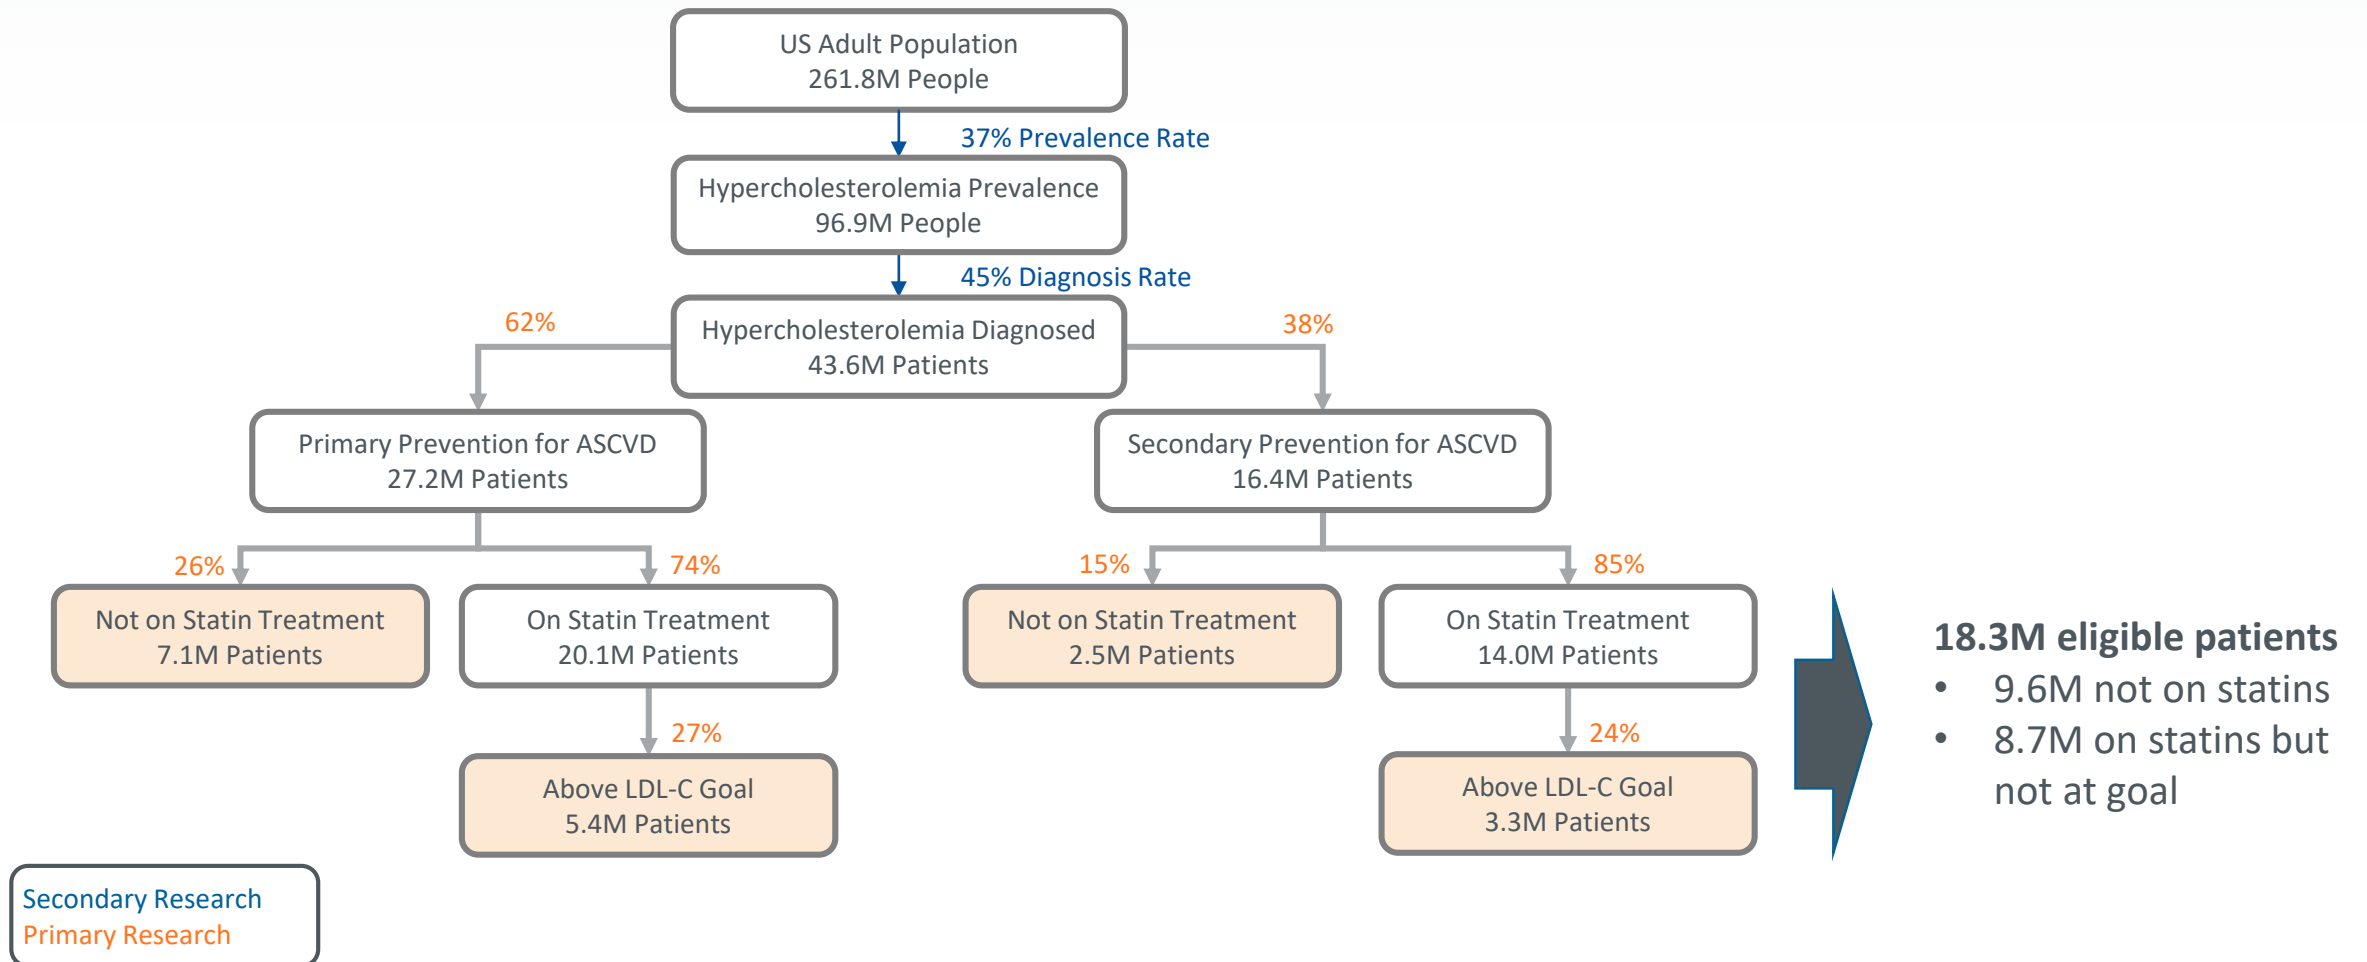 US Adult Population
261.8M People
37% Prevalence Rate
Hypercholesterolemia Prevalence
96.9M People
45% Diagnosis Rate
62%
Hypercholesterolemia Diagnosed
43.6M Patients
38%
Primary Prevention for ASCVD
27.2M Patients
Secondary Prevention for ASCVD
16.4M Patients
26%
74%
15%
85%
Not on Statin Treatment
7.1M Patients
On Statin Treatment
20.1M Patients
Not on Statin Treatment
2.5M Patients
On Statin Treatment
14.0M Patients
27%
24%
Above LDL-C Goal
5.4M Patients
Above LDL-C Goal
3.3M Patients
18.3M eligible patients
• 9.6M not on statins
• 8.7M on statins but
not at goal
Secondary Research
Primary Research